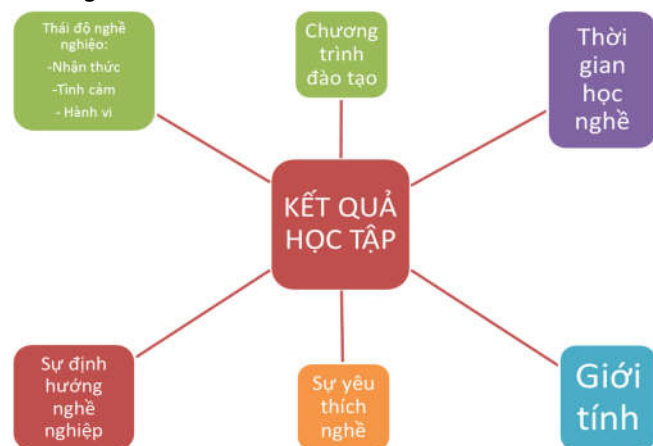 Thái độ nghề
nghiệo:
-Nhận thức
-Tình cảm
- Hành vi
Chương
trình
đào tạo
Thời
gian
học
nghề
KẾT QUẢ
HỌC TẬP
Sự định
hướng
nghề
nghiệp
Sự yêu
thích
nghề
Giới
tính